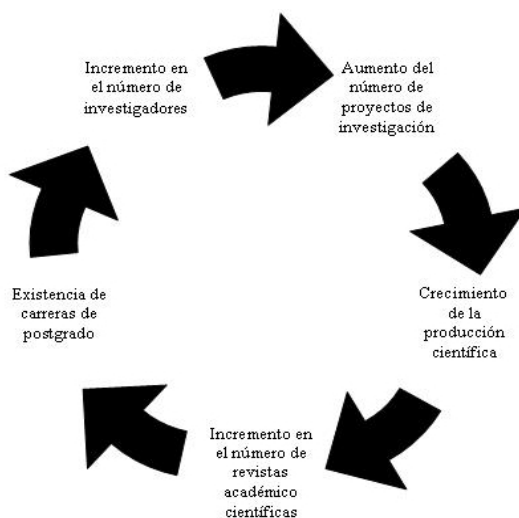 Incremento en
el número de
investigadores
Aumento del
número de
proyectos de
investigación
Crecimiento
de la
producción
científica
Incremento en
el número de
revistas
académico
científicas
Existencia de
carreras de
postgrado